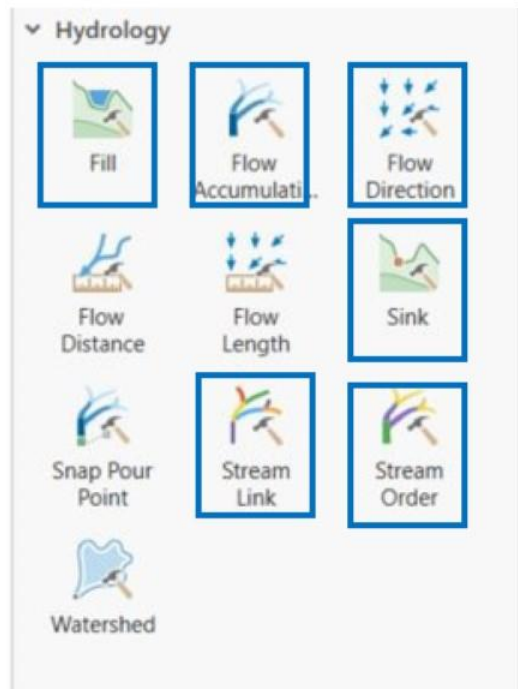 Hydrology
Fill
Flow
Accumulati...
Flow
Direction
Flow
Distance
Flow
Length
Sink
Snap Pour
Point
Stream
Link
Stream
Order
Watershed